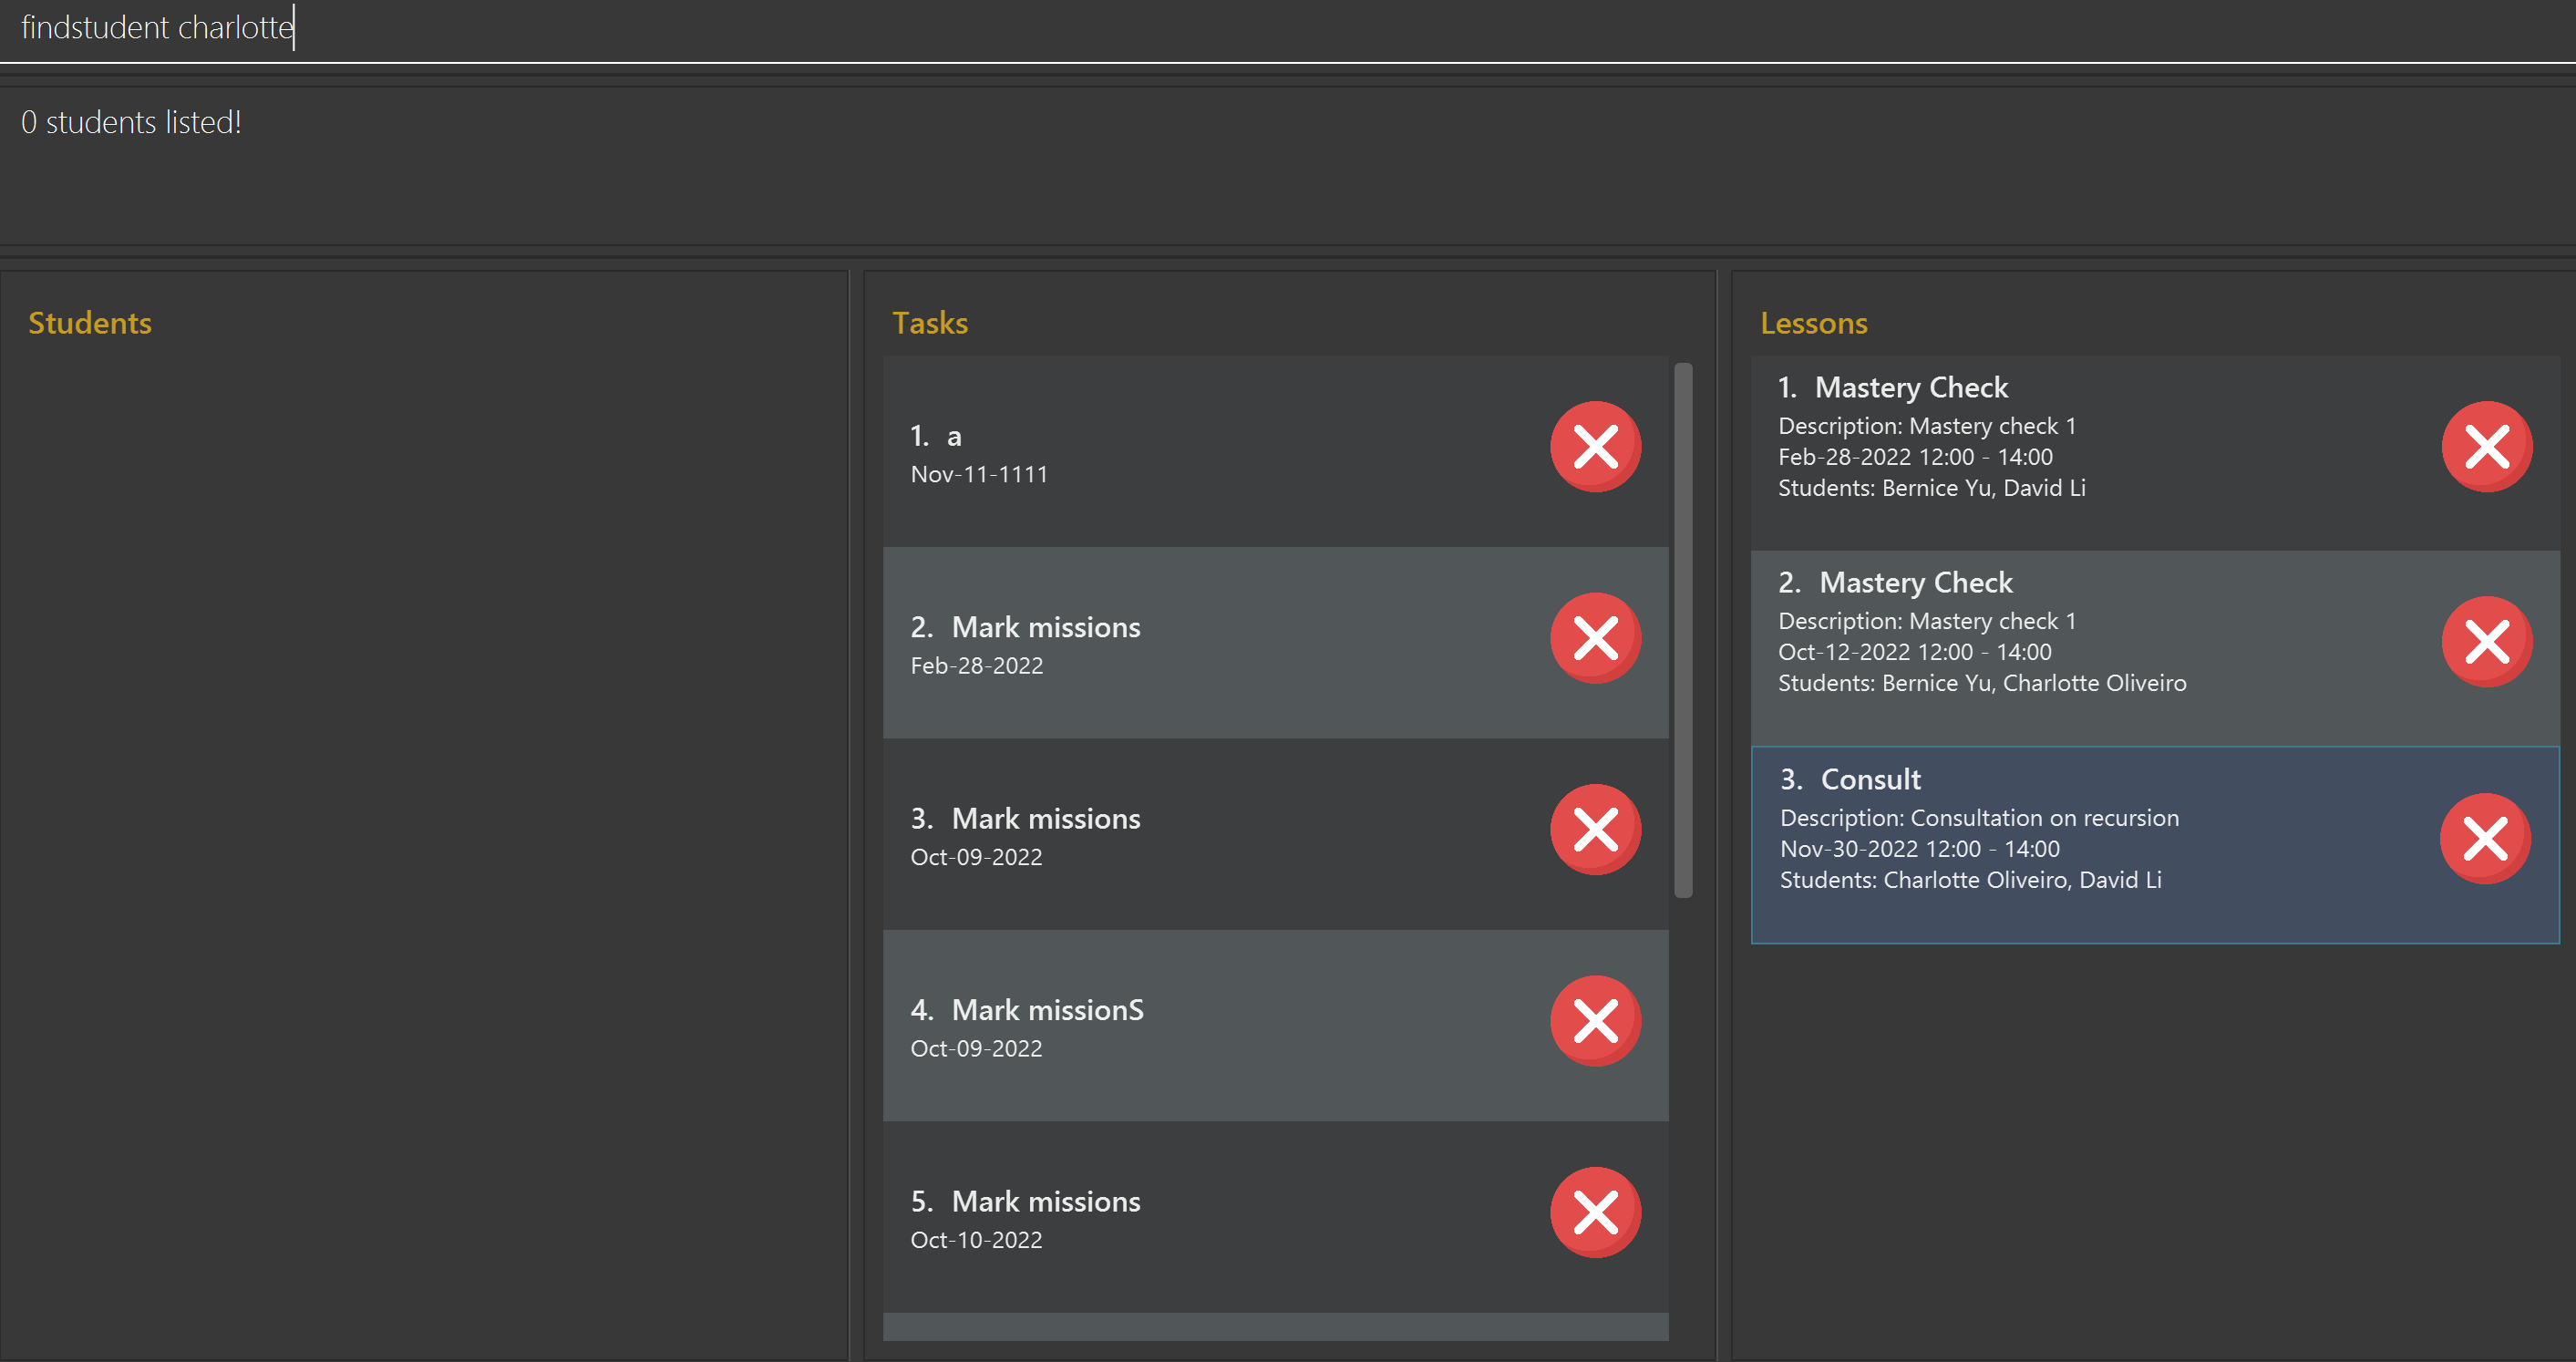 findstudent charlotte
0 students listed!
Students
Tasks
1. a
Nov-11-1111
2. Mark missions
Feb-28-2022
3. Mark missions
Oct-09-2022
4. Mark missionS
Oct-09-2022
5. Mark missions
Oct-10-2022
Lessons
1. Mastery Check
Description: Mastery check 1
Feb-28-2022 12:00 - 14:00
Students: Bernice Yu, David Li
2. Mastery Check
Description: Mastery check 1
Oct-12-2022 12:00 - 14:00
Students: Bernice Yu, Charlotte Oliveiro
3. Consult
Description: Consultation on recursion
Nov-30-2022 12:00 - 14:00
Students: Charlotte Oliveiro, David Li